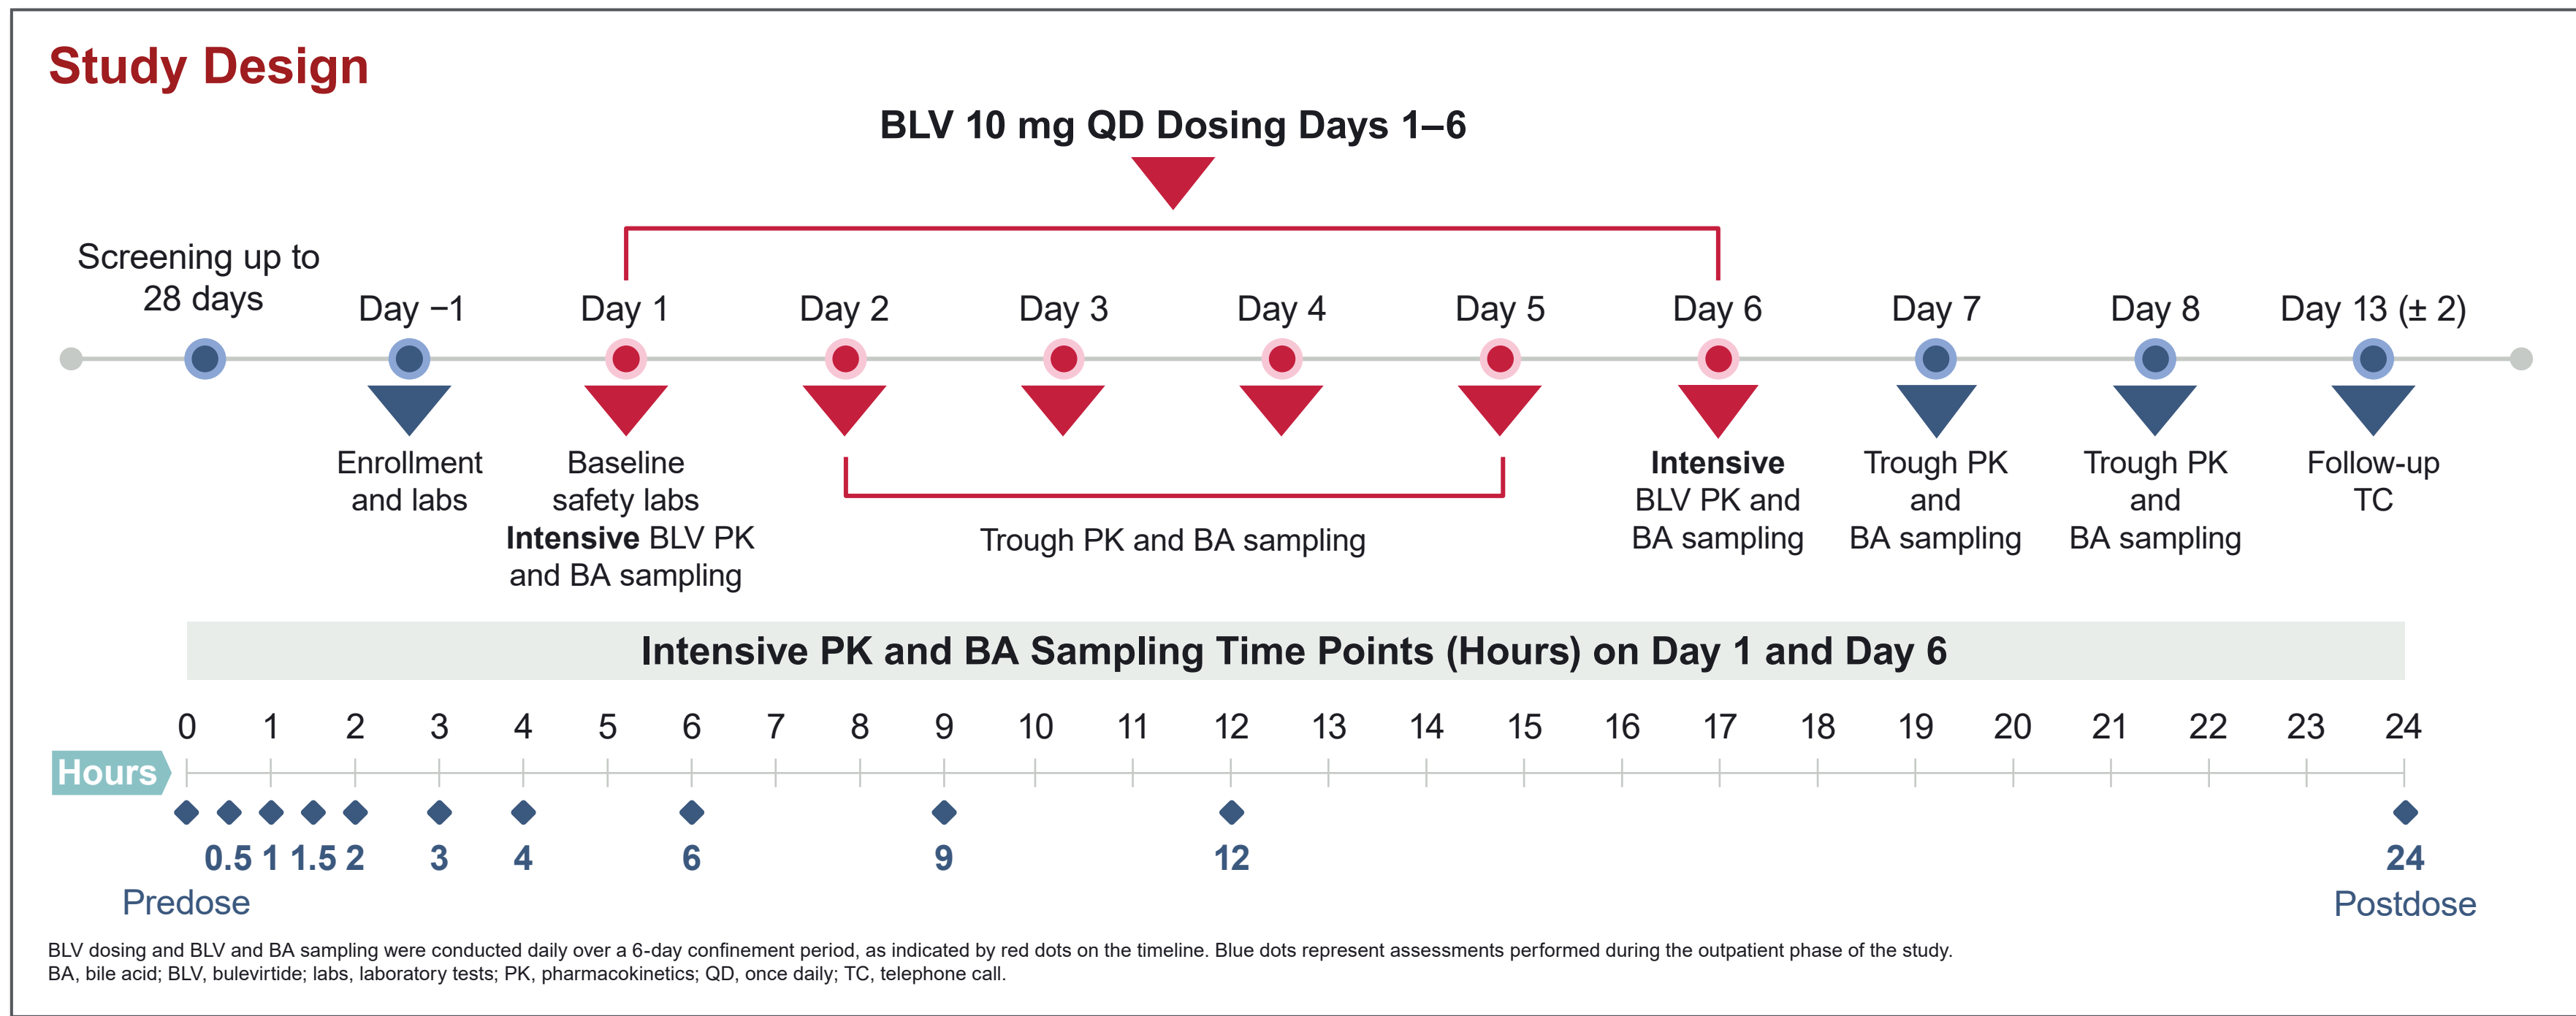 Study Design
BLV 10 mg QD Dosing Days 1–6
Screening up to
28 days
Day –1
Day 1
Day 2
Day 3
Day 4
Day 5
Day 6
Day 7
Day 8
Day 13 (± 2)
Enrollment
and labs
Baseline
safety labs
Intensive BLV PK
and BA sampling
Trough PK and BA sampling
Intensive
BLV PK and
BA sampling
Trough PK
and
BA sampling
Trough PK
and
BA sampling
Follow-up
TC
Intensive PK and BA Sampling Time Points (Hours) on Day 1 and Day 6
0 1 2 3 4 5 6 7 8 9 10 11 12 13 14 15 16 17 18 19 20 21 22 23 24
Hours
0.5 1 1.5 2 3 4 6 9 12 24
Predose
Postdose
BLV dosing and BLV and BA sampling were conducted daily over a 6-day confinement period, as indicated by red dots on the timeline. Blue dots represent assessments performed during the outpatient phase of the study.
BA, bile acid; BLV, bulevirtide; labs, laboratory tests; PK, pharmacokinetics; QD, once daily; TC, telephone call.